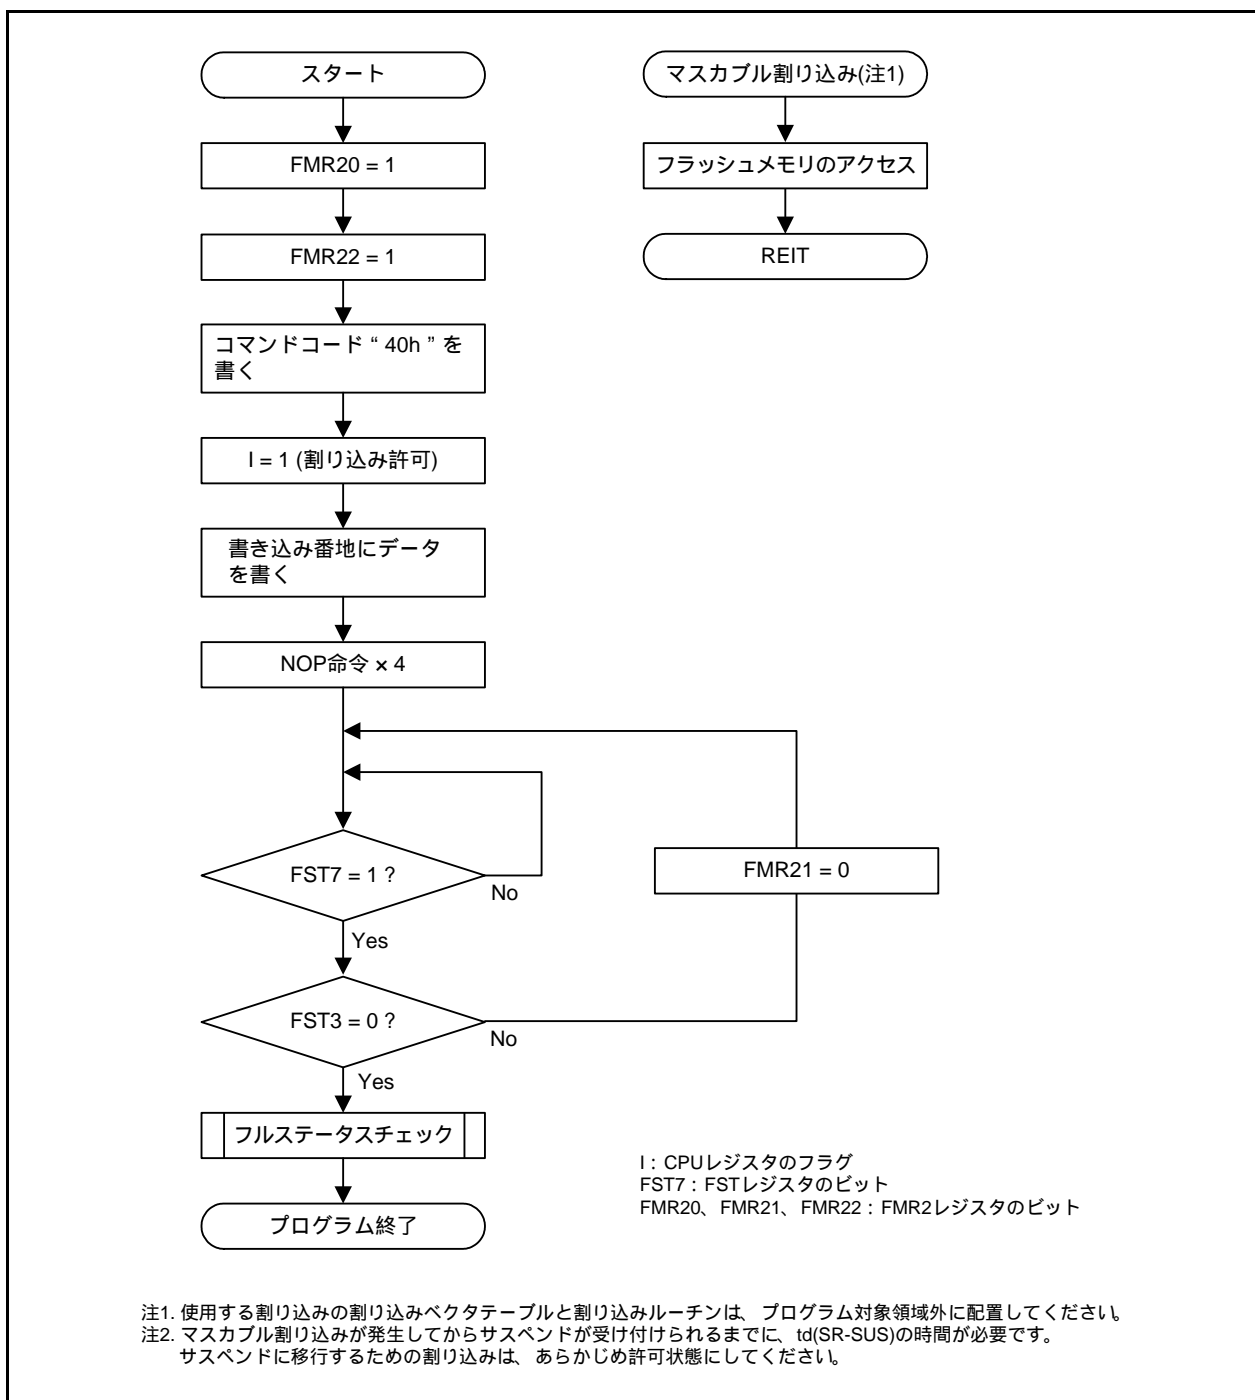 スタート
FMR20 = 1
FMR22 = 1
コマンドコード“ 40h ”を
書く
I = 1 (割り込み許可)
書き込み番地にデータ
を書く
NOP命令 × 4
FST7 = 1 ?
No
Yes
FST3 = 0 ?
No
Yes
フルステータスチェック
プログラム終了
マスカブル割り込み(注1)
フラッシュメモリのアクセス
REIT
FMR21 = 0
I : CPUレジスタのフラグ
FST7 : FSTレジスタのビット
FMR20、FMR21、FMR22 : FMR2レジスタのビット
注1. 使用する割り込みの割り込みベクタテーブルと割り込みルーチンは、プログラム対象領域外に配置してください。
注2. マスカブル割り込みが発生してからサスペンドが受け付けられるまでに、td(SR-SUS)の時間が必要です。
サスペンドに移行するための割り込みは、あらかじめ許可状態にしてください。